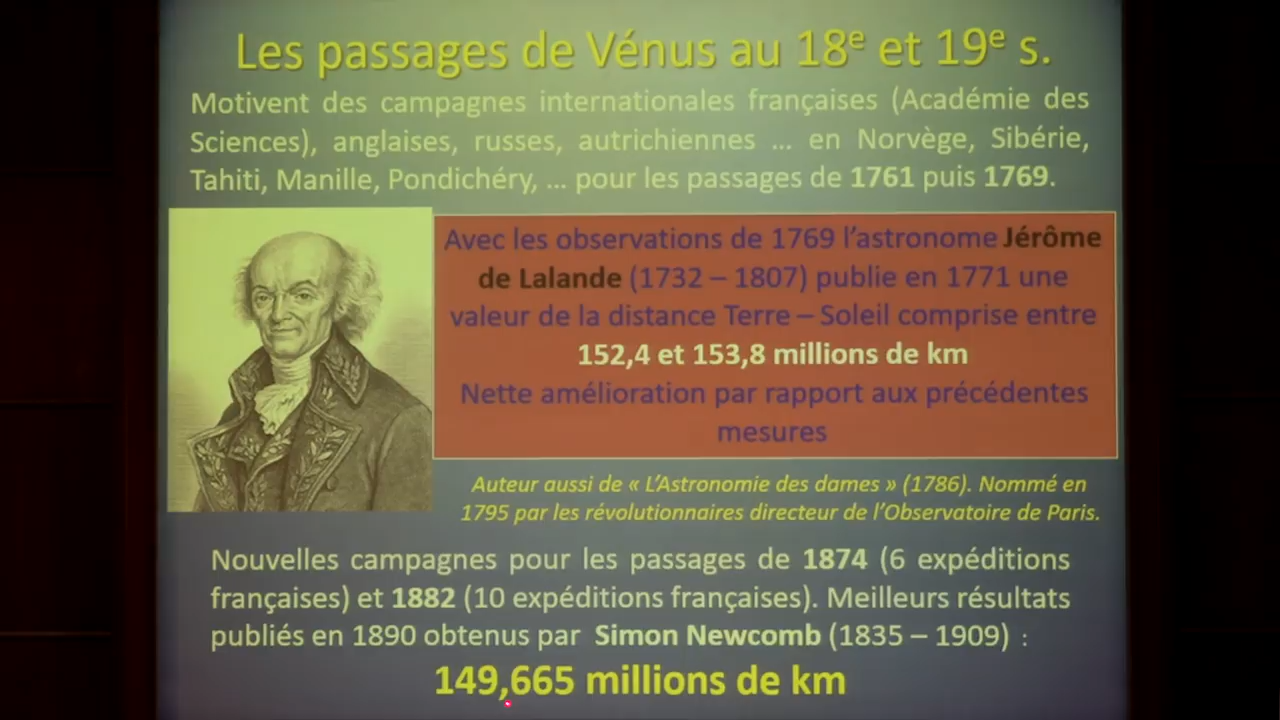 Les passages de Vénus au 18e et 19e s.
Motivent des campagnes internationales françaises (Académie des
Sciences), anglaises, russes, autrichiennes ... en Norvège, Sibérie,
Tahiti, Manille, Pondichéry, ... pour les passages de 1761 puis 1769.
Avec les observations de 1769 l’astronome Jérôme
de Lalande (1732 – 1807) publie en 1771 une
valeur de la distance Terre – Soleil comprise entre
152,4 et 153,8 millions de km
Nette amélioration par rapport aux précédentes
mesures
Auteur aussi de « L’Astronomie des dames » (1786). Nommé en
1795 par les révolutionnaires directeur de l’Observatoire de Paris.
Nouvelles campagnes pour les passages de 1874 (6 expéditions
françaises) et 1882 (10 expéditions françaises). Meilleurs résultats
publiés en 1890 obtenus par Simon Newcomb (1835 – 1909) :
149,665 millions de km